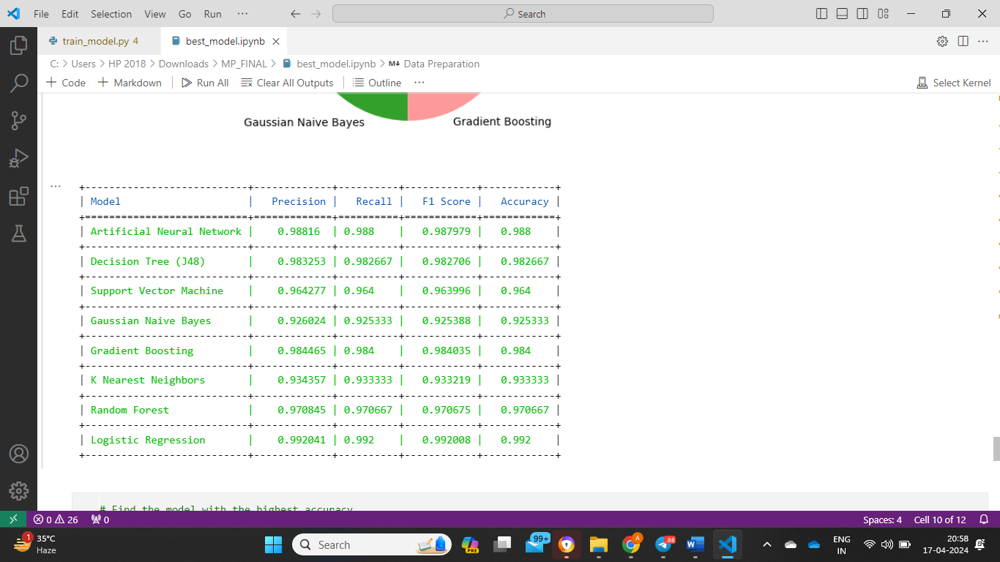 File Edit Selection View Go Run ··· Search
train_model.py 4 best_model.ipynb
C: > Users > HP 2018 > Downloads > MP_FINAL > best_model.ipynb > M↓ Data Preparation
+ Code + Markdown Run All Clear All Outputs Outline ··· Select Kernel
Gaussian Naive Bayes Gradient Boosting
+---------------------------+-------------+----------+------------+------------+
| Model | Precision | Recall | F1 Score | Accuracy |
+===========================+=============+==========+============+============+
| Artificial Neural Network | 0.98816 | 0.988 | 0.987979 | 0.988 |
+---------------------------+-------------+----------+------------+------------+
| Decision Tree (J48) | 0.983253 | 0.982667 | 0.982706 | 0.982667 |
+---------------------------+-------------+----------+------------+------------+
| Support Vector Machine | 0.964277 | 0.964 | 0.963996 | 0.964 |
+---------------------------+-------------+----------+------------+------------+
| Gaussian Naive Bayes | 0.926024 | 0.925333 | 0.925388 | 0.925333 |
+---------------------------+-------------+----------+------------+------------+
| Gradient Boosting | 0.984465 | 0.984 | 0.984035 | 0.984 |
+---------------------------+-------------+----------+------------+------------+
| K Nearest Neighbors | 0.934357 | 0.933333 | 0.933219 | 0.933333 |
+---------------------------+-------------+----------+------------+------------+
| Random Forest | 0.970845 | 0.970667 | 0.970675 | 0.970667 |
+---------------------------+-------------+----------+------------+------------+
| Logistic Regression | 0.992041 | 0.992 | 0.992008 | 0.992 |
+---------------------------+-------------+----------+------------+------------+
# Find the model with the highest accuracy
0 26 0 Spaces: 4 Cell 10 of 12
1 35°C Haze Search PRE 99+ A 88 ENG IN 20:58 17-04-2024